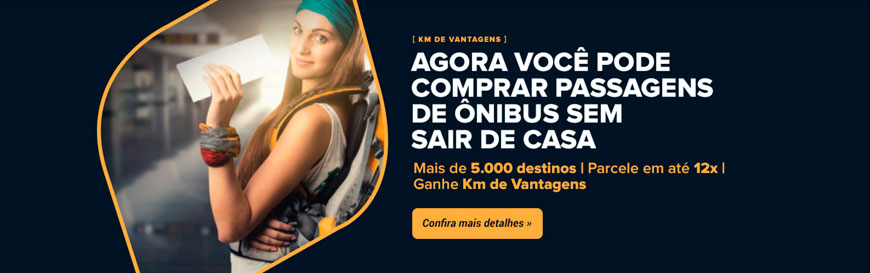 [ KM DE VANTAGENS ]
AGORA VOCÊ PODE
COMPRAR PASSAGENS
DE ÔNIBUS SEM
SAIR DE CASA
Mais de 5.000 destinos | Parcele em até 12x |
Ganhe Km de Vantagens
Confira mais detalhes »